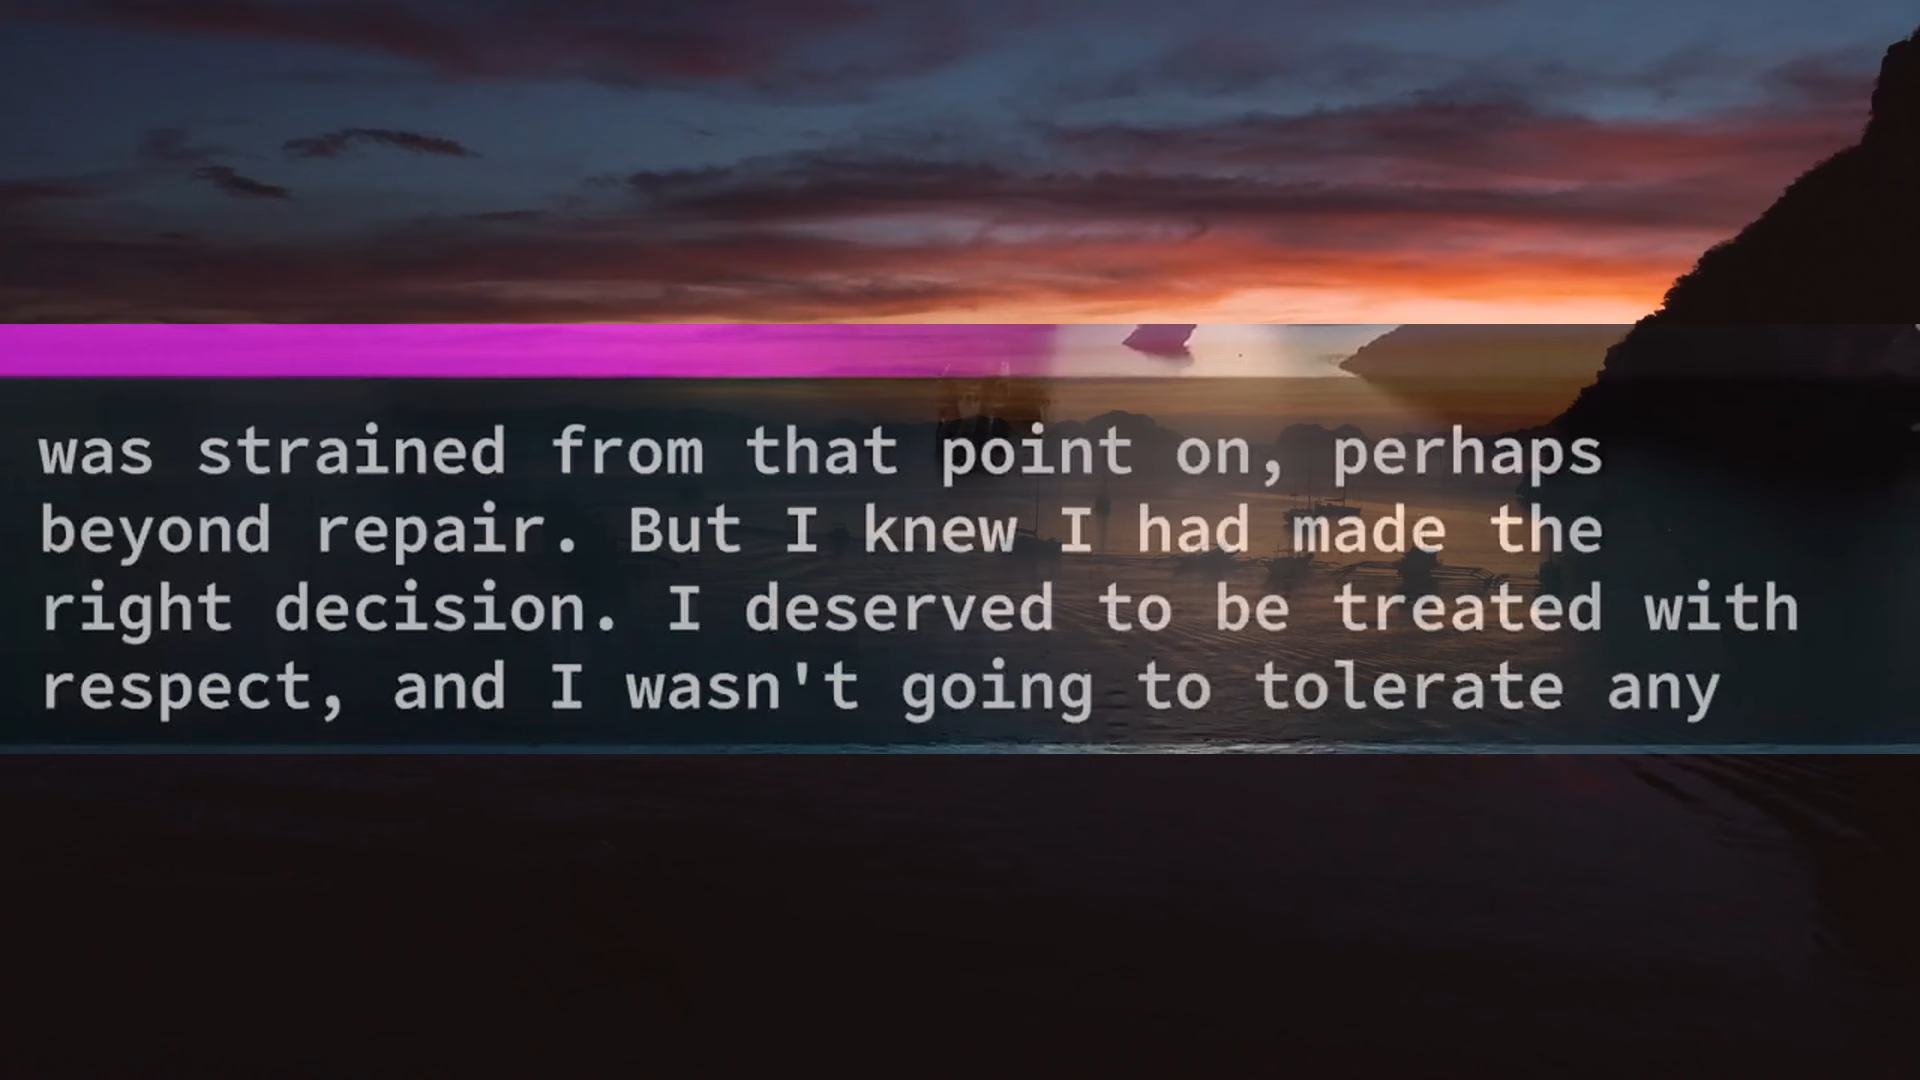 was strained from that point on, perhaps
beyond repair. But I knew I had made the
right decision. I deserved to be treated with
respect, and I wasn't going to tolerate any